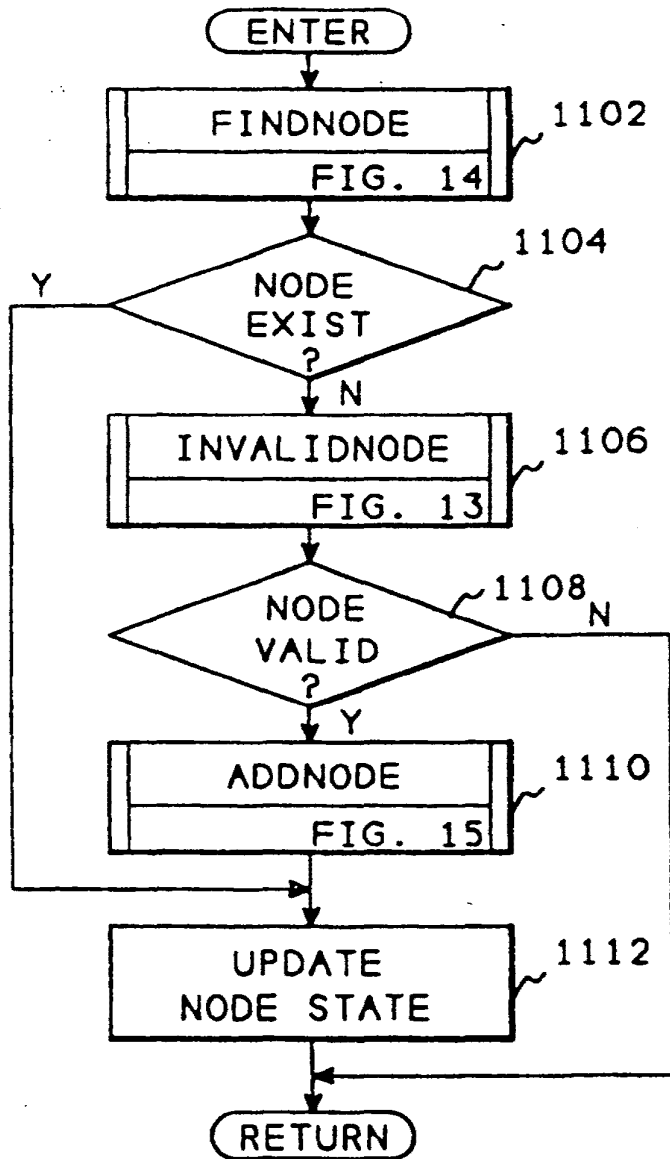 ENTER
FINDNODE
FIG. 14
1102
1104
Y
NODE
EXIST
?
N
INVALIDNODE
FIG. 13
1106
1108
NODE
VALID
?
N
Y
ADDNODE
FIG. 15
1110
UPDATE
NODE STATE
1112
RETURN